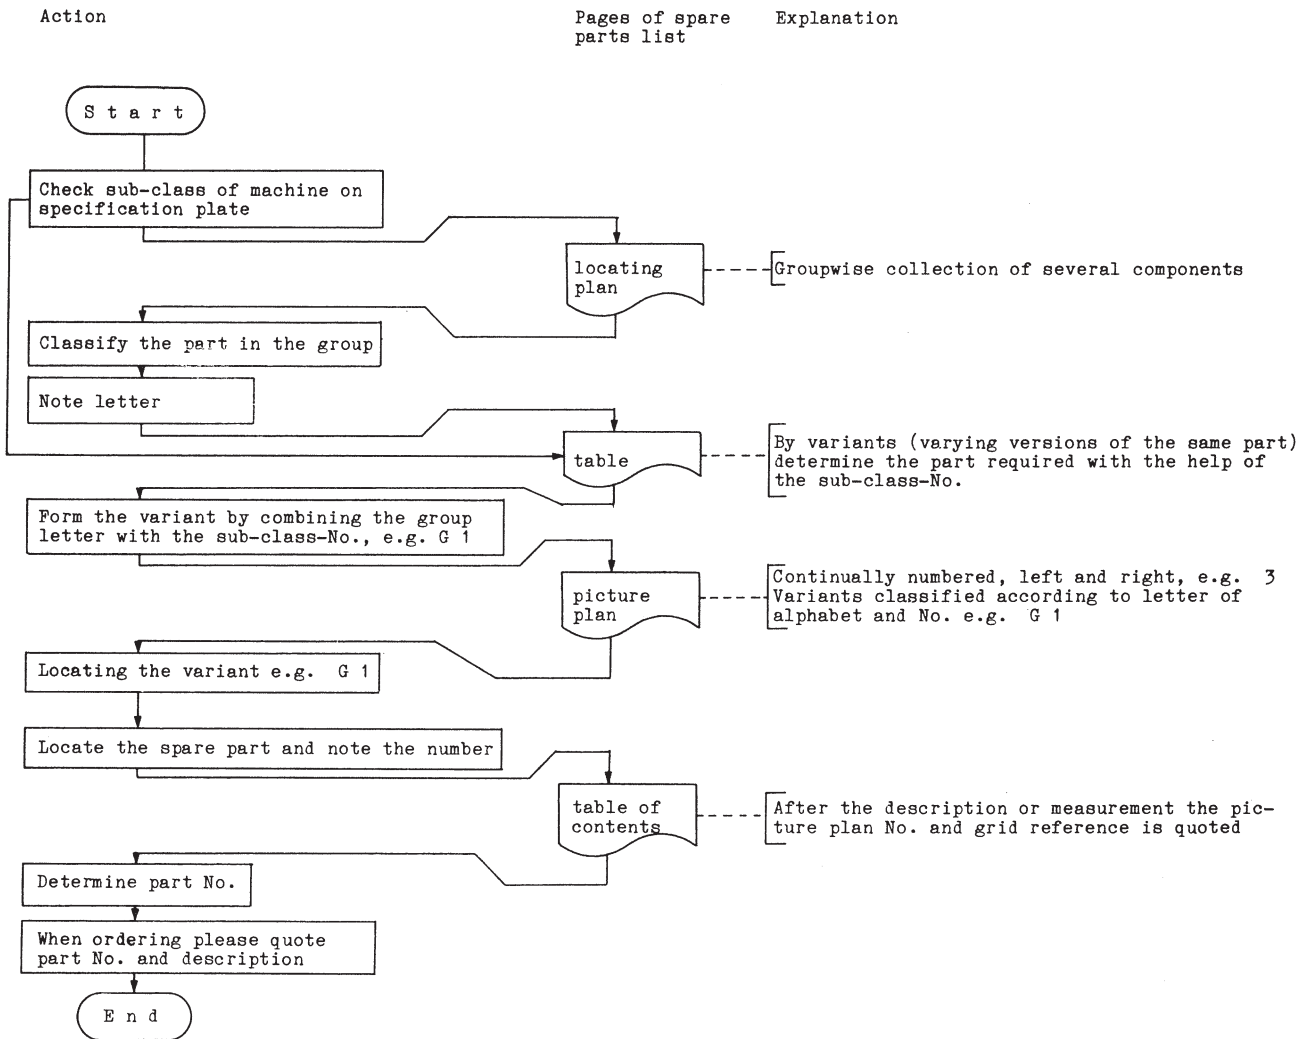 Action
Pages of spare
parts list
Explanation
S t a r t
Check sub-class of machine on
specification plate
locating
plan
Groupwise collection of several components
Classify the part in the group
Note letter
table
By variants (varying versions of the same part)
determine the part required with the help of
the sub-class-No.
Form the variant by combining the group
letter with the sub-class-No., e.g. G 1
picture
plan
Continually numbered, left and right, e.g. 3
Variants classified according to letter of
alphabet and No. e.g. G 1
Locating the variant e.g. G 1
Locate the spare part and note the number
table of
contents
After the description or measurement the pic-
ture plan No. and grid reference is quoted
Determine part No.
When ordering please quote
part No. and description
E n d